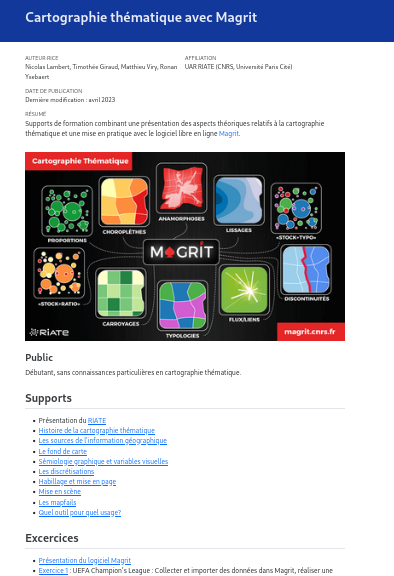 Cartographie thématique avec Magrit
AUTEUR·RICE
Nicolas Lambert, Timothée Giraud, Matthieu Viry, Ronan
Ysebaert
AFFILIATION
UAR RIATE (CNRS, Université Paris Cité)
DATE DE PUBLICATION
Dernière modification : avril 2023
RÉSUMÉ
Supports de formation combinant une présentation des aspects théoriques relatifs à la cartographie
thématique et une mise en pratique avec le logiciel libre en ligne Magrit.
Cartographie Thématique
PROPORTIONS
CHOROPLÈTHES
ANAMORPHOSES
LISSAGES
«STOCK+TYPO»
MAGRIT
«STOCK+RATIO»
CARROYAGES
TYPOLOGIES
FLUX/LIENS
DISCONTINUITÉS
RIATE
magrit.cnrs.fr
Public
Débutant, sans connaissances particulières en cartographie thématique.
Supports
• Présentation du RIATE
• Histoire de la cartographie thématique
• Les sources de l'information géographique
• Le fond de carte
• Sémiologie graphique et variables visuelles
• Les discrétisations
• Habillage et mise en page
• Mise en scène
• Les mapfails
• Quel outil pour quel usage?
Excercices
• Présentation du logiciel Magrit
• Exercice 1 : UEFA Champion's League : Collecter et importer des données dans Magrit, réaliser une